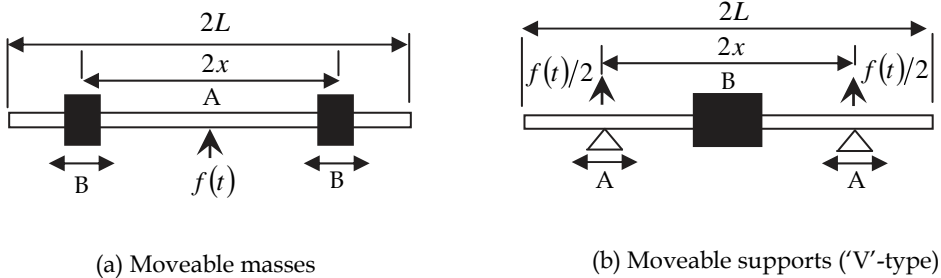 2L
2x
A
B
f(t)
B
(a) Moveable masses
2L
2x
f(t)/2
B
f(t)/2
A
A
(b) Moveable supports ('V'-type)